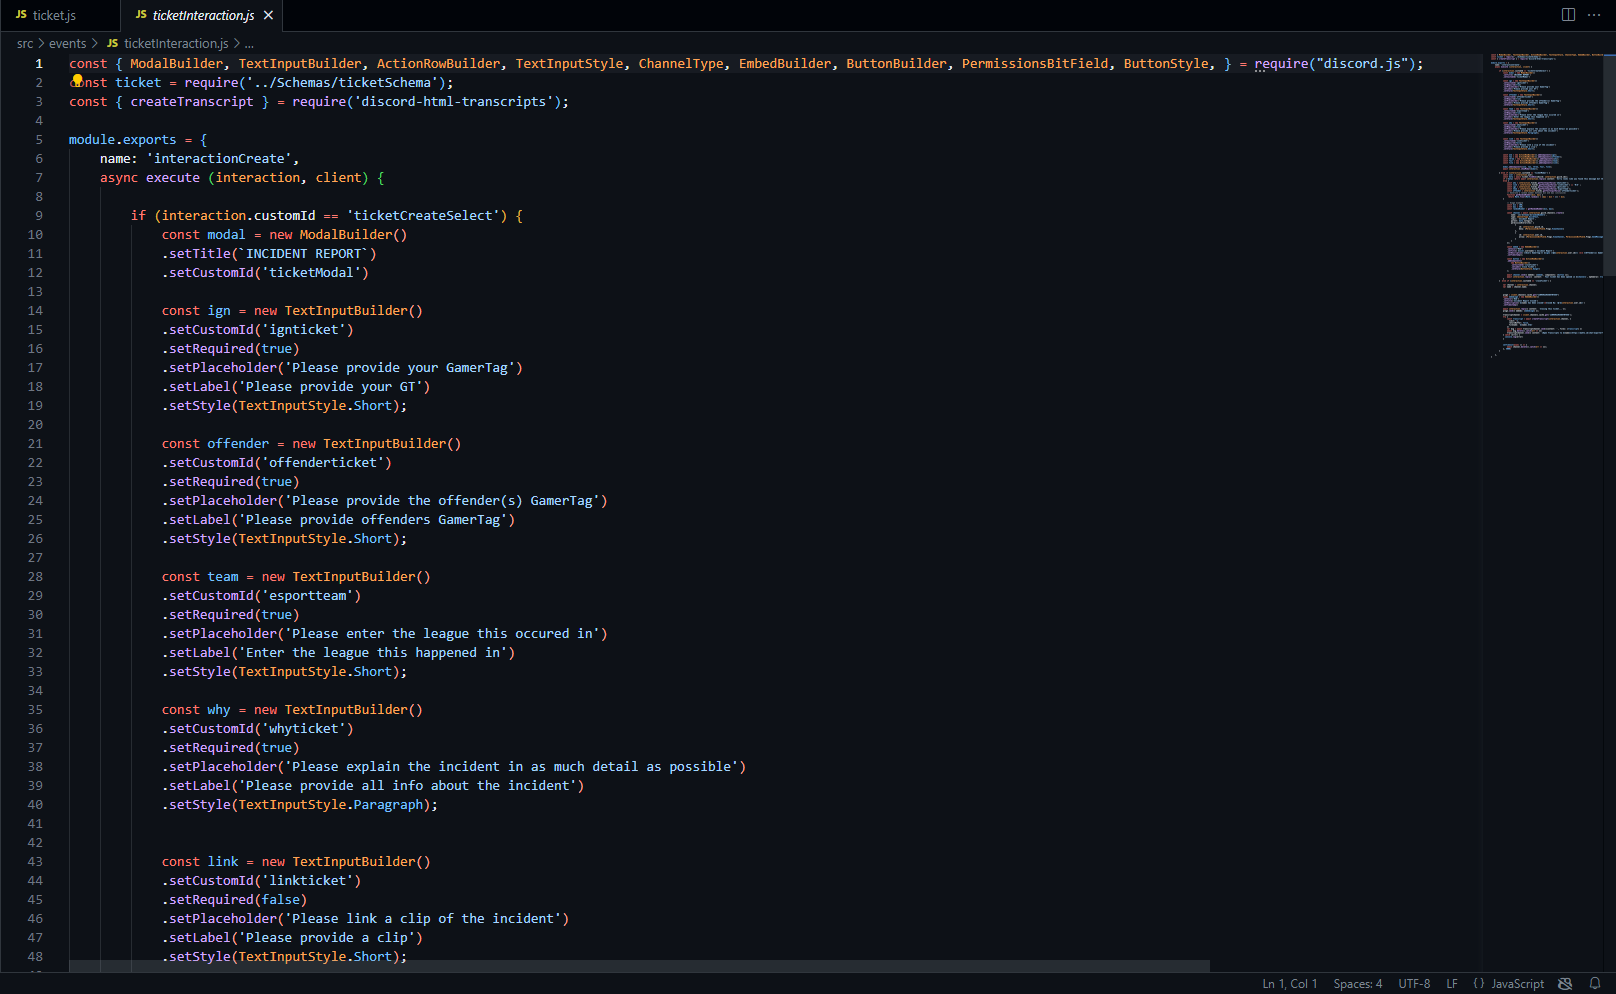 JS ticket.js JS ticketInteraction.js ×
src > events > JS ticketInteraction.js > ...
1 const { ModalBuilder, TextInputBuilder, ActionRowBuilder, TextInputStyle, ChannelType, EmbedBuilder, ButtonBuilder, PermissionsBitField, ButtonStyle, } = require("discord.js");
2 const ticket = require('../Schemas/ticketSchema');
3 const { createTranscript } = require('discord-html-transcripts');
4
5 module.exports = {
6 name: 'interactionCreate',
7 async execute (interaction, client) {
8
9 if (interaction.customId == 'ticketCreateSelect') {
10 const modal = new ModalBuilder()
11 .setTitle(`INCIDENT REPORT`)
12 .setCustomId('ticketModal')
13
14 const ign = new TextInputBuilder()
15 .setCustomId('ignticket')
16 .setRequired(true)
17 .setPlaceholder('Please provide your GamerTag')
18 .setLabel('Please provide your GT')
19 .setStyle(TextInputStyle.Short);
20
21 const offender = new TextInputBuilder()
22 .setCustomId('offenderticket')
23 .setRequired(true)
24 .setPlaceholder('Please provide the offender(s) GamerTag')
25 .setLabel('Please provide offenders GamerTag')
26 .setStyle(TextInputStyle.Short);
27
28 const team = new TextInputBuilder()
29 .setCustomId('esportteam')
30 .setRequired(true)
31 .setPlaceholder('Please enter the league this occured in')
32 .setLabel('Enter the league this happened in')
33 .setStyle(TextInputStyle.Short);
34
35 const why = new TextInputBuilder()
36 .setCustomId('whyticket')
37 .setRequired(true)
38 .setPlaceholder('Please explain the incident in as much detail as possible')
39 .setLabel('Please provide all info about the incident')
40 .setStyle(TextInputStyle.Paragraph);
41
42
43 const link = new TextInputBuilder()
44 .setCustomId('linkticket')
45 .setRequired(false)
46 .setPlaceholder('Please link a clip of the incident')
47 .setLabel('Please provide a clip')
48 .setStyle(TextInputStyle.Short);
Ln 1, Col 1 Spaces: 4 UTF-8 LF {} JavaScript